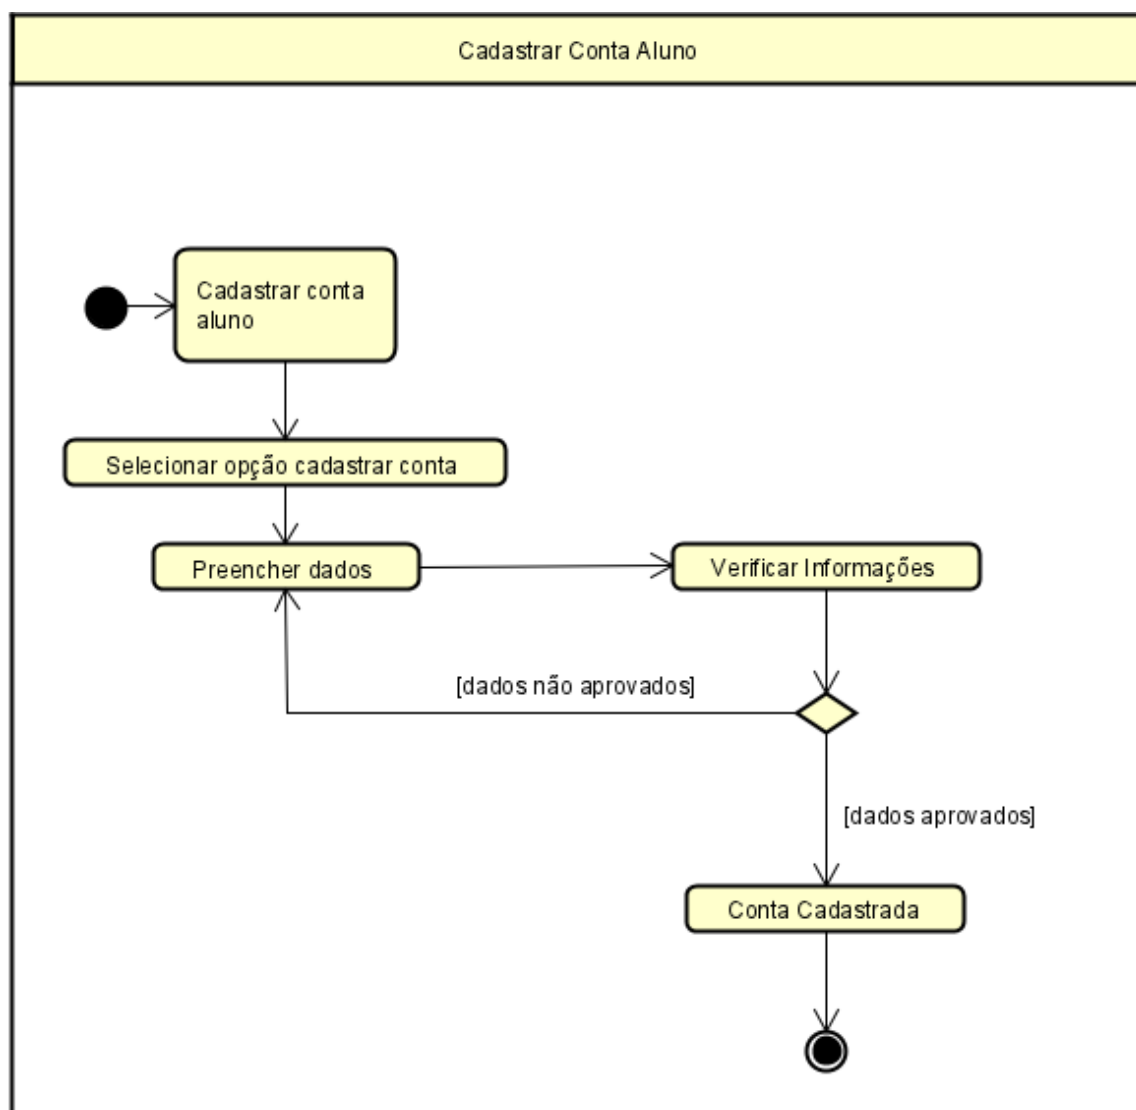 Cadastrar Conta Aluno
Cadastrar conta
aluno
Selecionar opção cadastrar conta
Preencher dados
Verificar Informações
[dados não aprovados]
[dados aprovados]
Conta Cadastrada